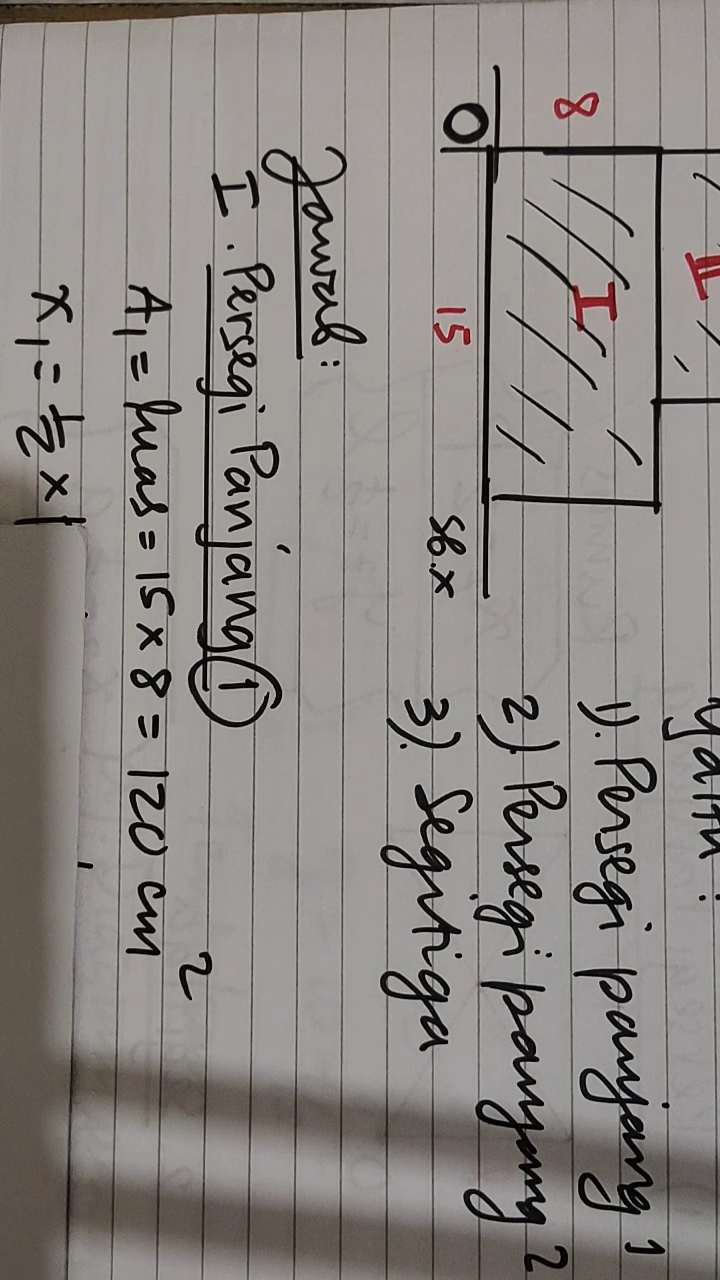 yaitu :
II
1). Persegi panjang 1
8
I
2). Persegi panjang 2
O
15
sb.x
3). Segitiga
Jawab :
I. Persegi Panjang 1
A1 = luas = 15 x 8 = 120 cm²
x1 = 1/2 x